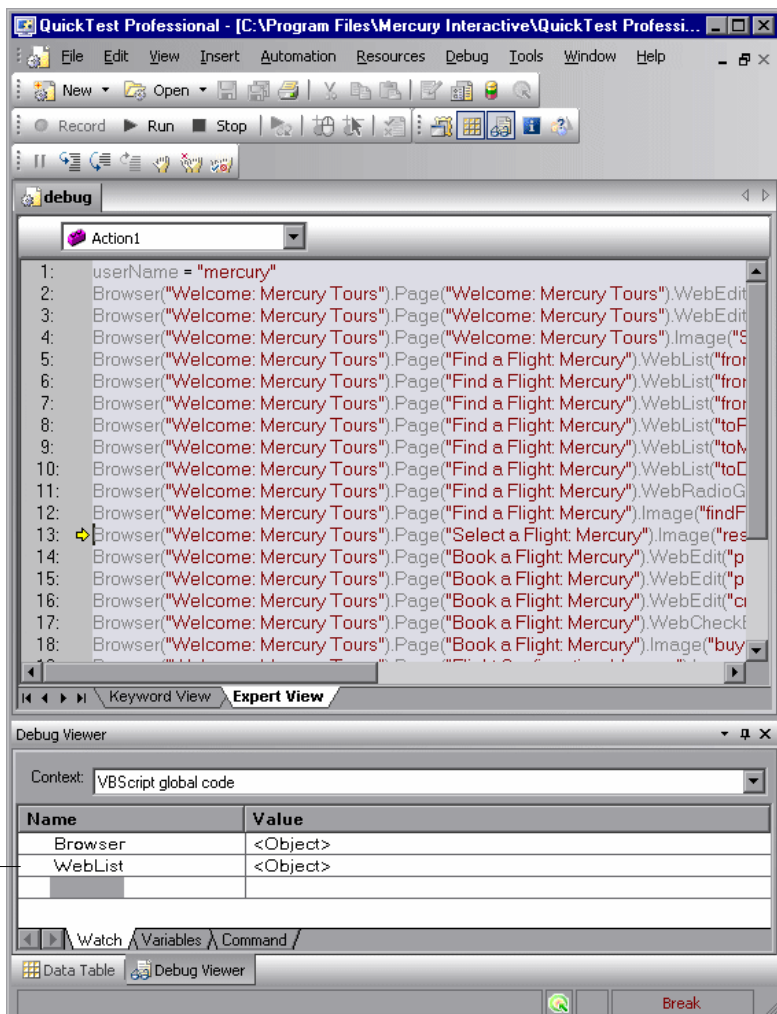 QuickTest Professional - [C:\Program Files\Mercury Interactive\QuickTest Professi...
File Edit View Insert Automation Resources Debug Tools Window Help
New Open
Record Run Stop
debug
Action1
1: userName = "mercury"
2: Browser("Welcome: Mercury Tours").Page("Welcome: Mercury Tours").WebEdit
3: Browser("Welcome: Mercury Tours").Page("Welcome: Mercury Tours").WebEdit
4: Browser("Welcome: Mercury Tours").Page("Welcome: Mercury Tours").Image("S
5: Browser("Welcome: Mercury Tours").Page("Find a Flight: Mercury").WebList("fror
6: Browser("Welcome: Mercury Tours").Page("Find a Flight: Mercury").WebList("fror
7: Browser("Welcome: Mercury Tours").Page("Find a Flight: Mercury").WebList("fror
8: Browser("Welcome: Mercury Tours").Page("Find a Flight: Mercury").WebList("toP
9: Browser("Welcome: Mercury Tours").Page("Find a Flight: Mercury").WebList("toM
10: Browser("Welcome: Mercury Tours").Page("Find a Flight: Mercury").WebList("toD
11: Browser("Welcome: Mercury Tours").Page("Find a Flight: Mercury").WebRadioG
12: Browser("Welcome: Mercury Tours").Page("Find a Flight: Mercury").Image("findF
13: Browser("Welcome: Mercury Tours").Page("Select a Flight: Mercury").Image("res
14: Browser("Welcome: Mercury Tours").Page("Book a Flight: Mercury").WebEdit("p
15: Browser("Welcome: Mercury Tours").Page("Book a Flight: Mercury").WebEdit("p
16: Browser("Welcome: Mercury Tours").Page("Book a Flight: Mercury").WebEdit("cr
17: Browser("Welcome: Mercury Tours").Page("Book a Flight: Mercury").WebCheckB
18: Browser("Welcome: Mercury Tours").Page("Book a Flight: Mercury").Image("buy
Keyword View Expert View
Debug Viewer
Context: VBScript global code
Name Value
Browser <Object>
WebList <Object>
Watch Variables Command
Data Table Debug Viewer
Break